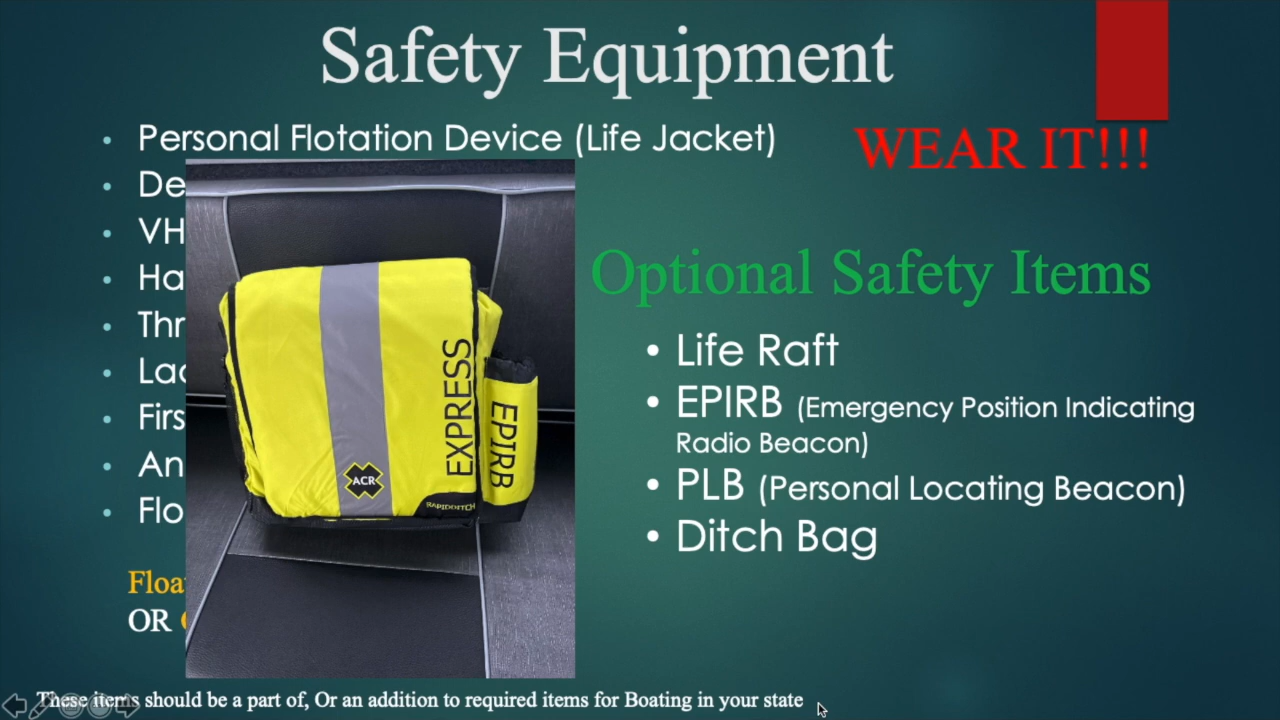 Safety Equipment
• Personal Flotation Device (Life Jacket)
WEAR IT!!!
• De
• VH
• Ha
• Thr
• Lad
• Firs
• An
• Flo
Floa
OR
EXPRESS
EPIRB
ACR
RAPIDDITCH
Optional Safety Items
• Life Raft
• EPIRB (Emergency Position Indicating
Radio Beacon)
• PLB (Personal Locating Beacon)
• Ditch Bag
These items should be a part of, Or an addition to required items for Boating in your state